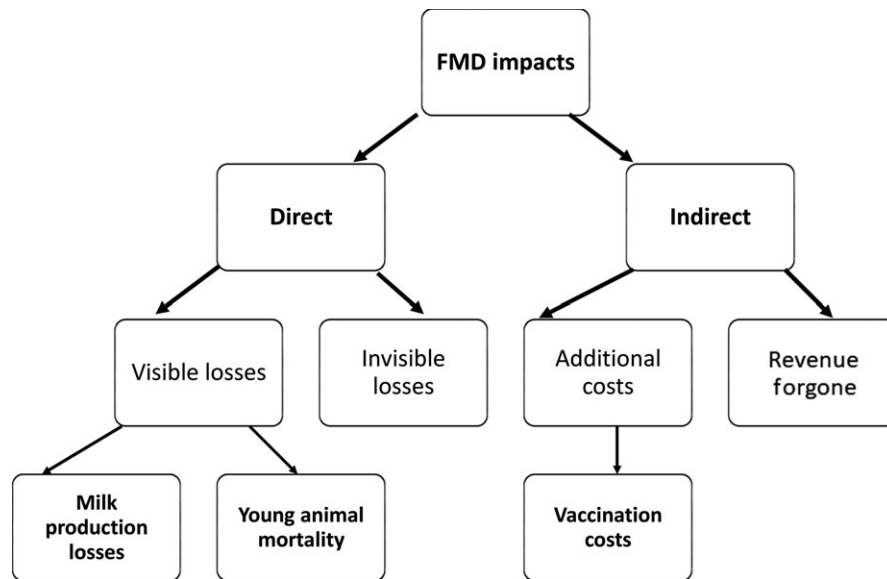 FMD impacts
Direct
Indirect
Visible losses
Invisible
losses
Additional
costs
Revenue
forgone
Milk
production
losses
Young animal
mortality
Vaccination
costs